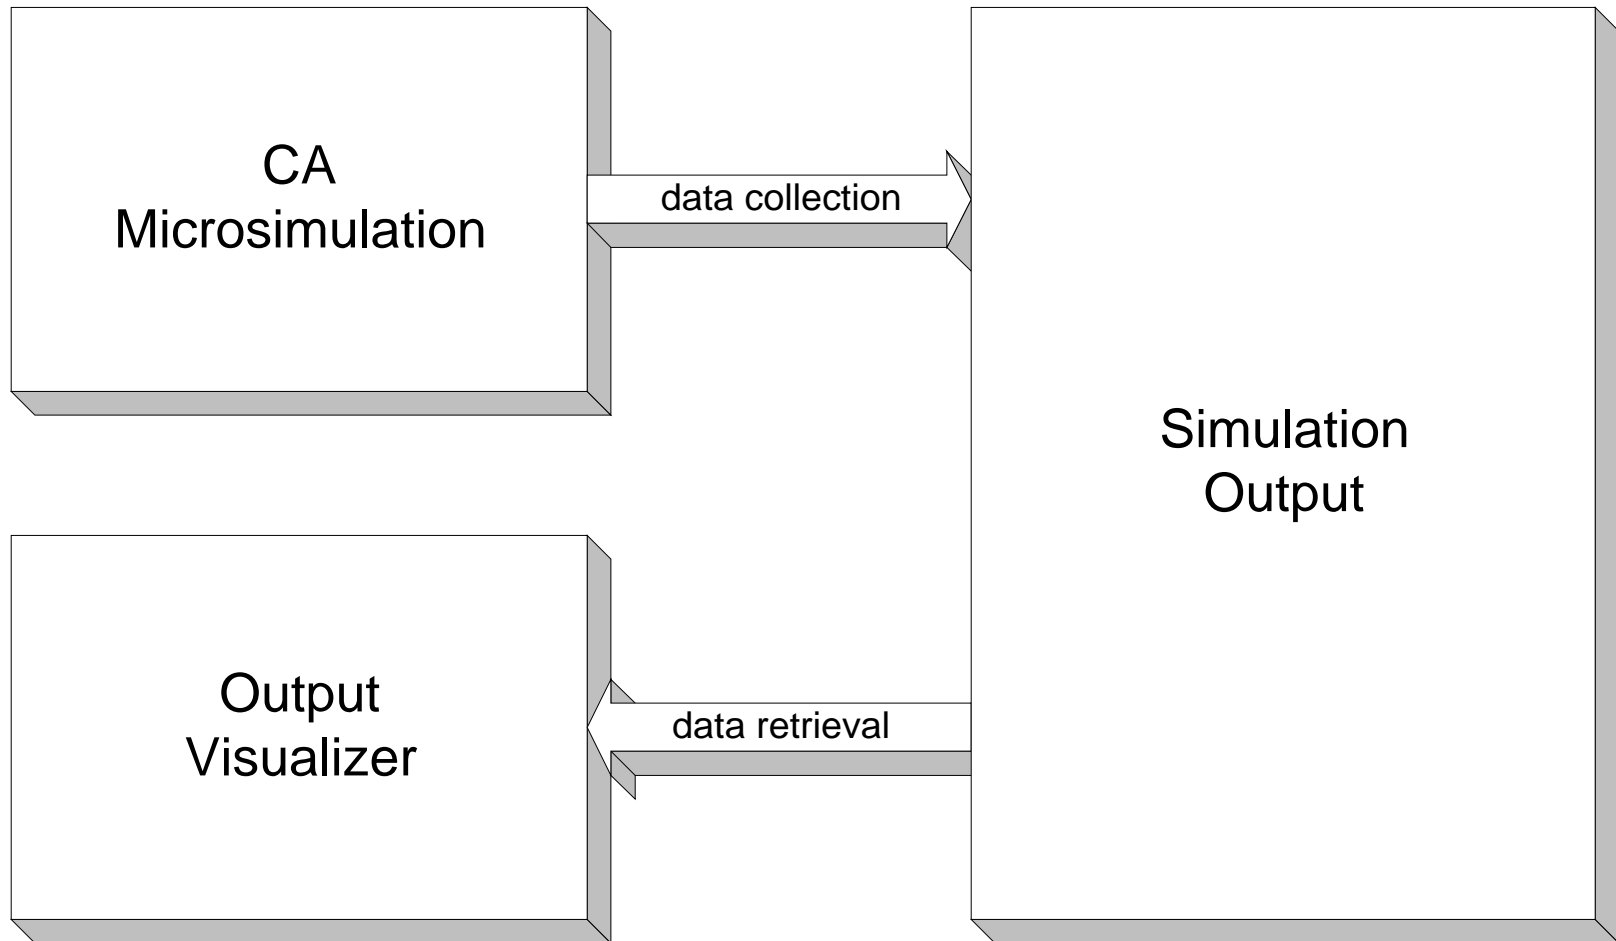 CA
Microsimulation
data collection
Simulation
Output
Output
Visualizer
data retrieval